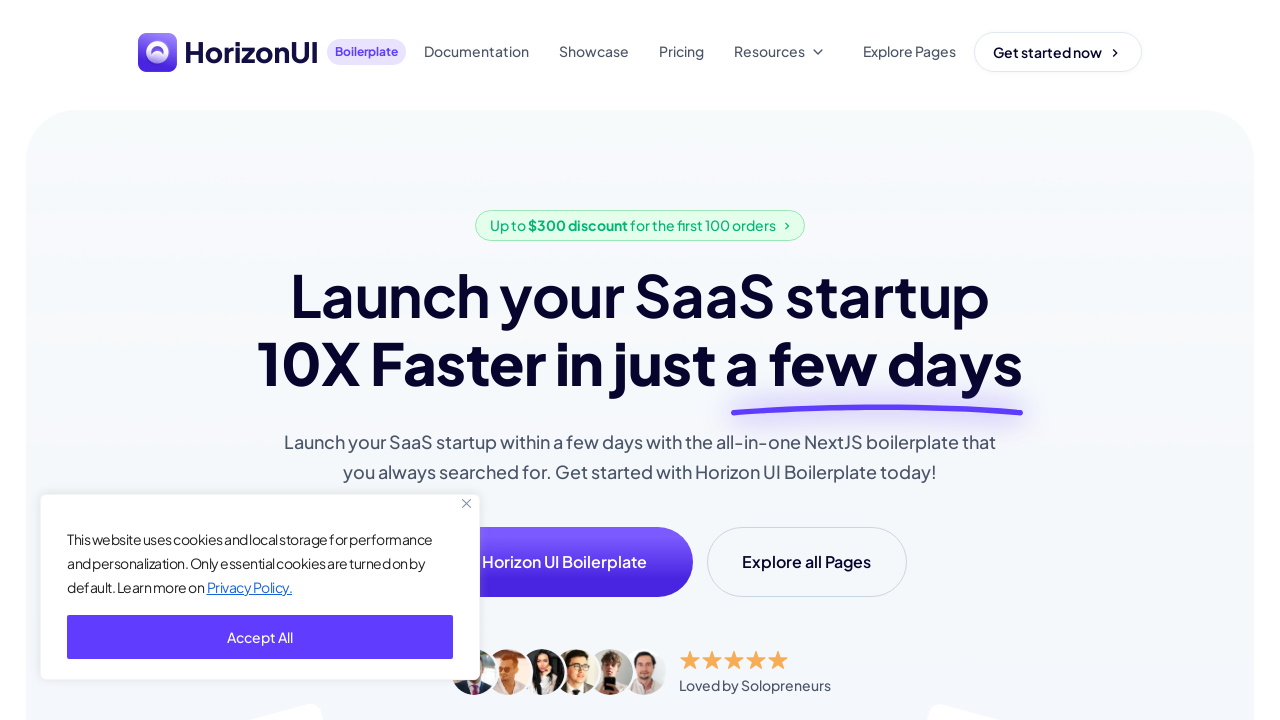 HorizonUI
Boilerplate
Documentation
Showcase
Pricing
Resources
Explore Pages
Get started now
Up to $300 discount for the first 100 orders
Launch your SaaS startup
10X Faster in just a few days
Launch your SaaS startup within a few days with the all-in-one NextJS boilerplate that
you always searched for. Get started with Horizon UI Boilerplate today!
Horizon UI Boilerplate
Explore all Pages
This website uses cookies and local storage for performance
and personalization. Only essential cookies are turned on by
default. Learn more on Privacy Policy.
Accept All
Loved by Solopreneurs